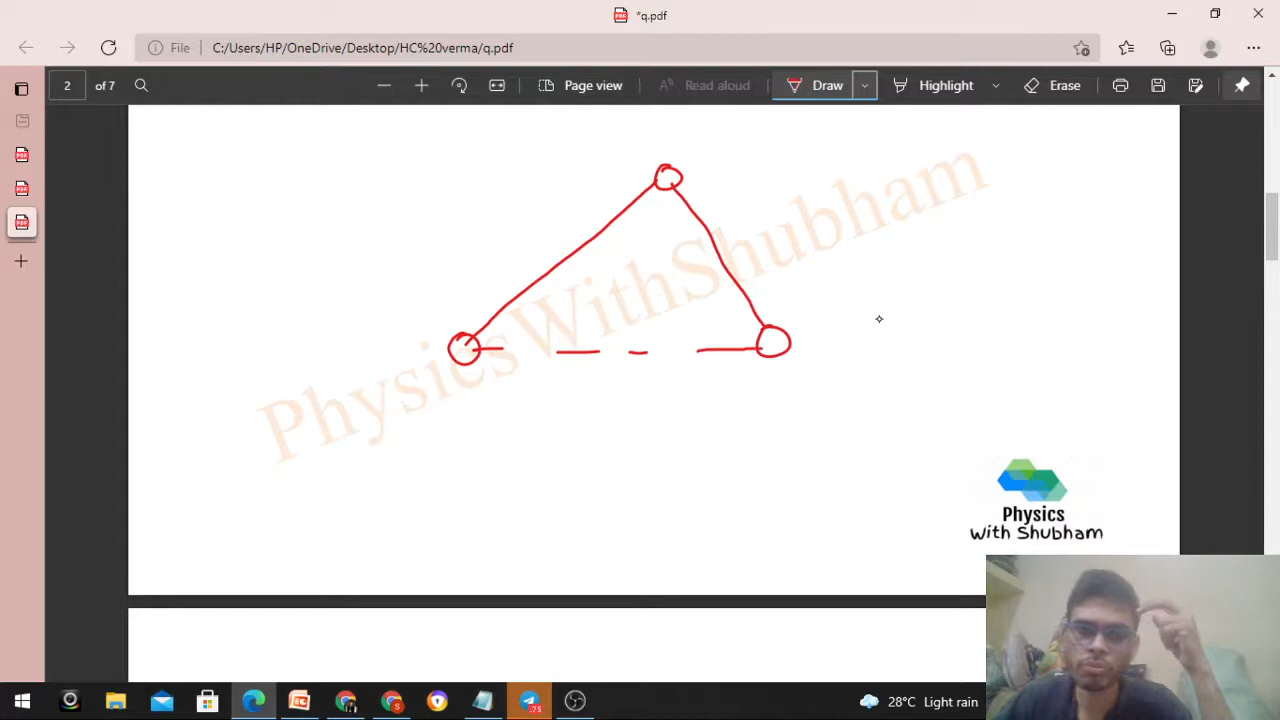 *q.pdf
File
C:/Users/HP/OneDrive/Desktop/HC%20verma/q.pdf
2 of 7
Page view
Read aloud
Draw
Highlight
Erase
PhysicsWithShubham
Physics
With Shubham
.75
28°C Light rain